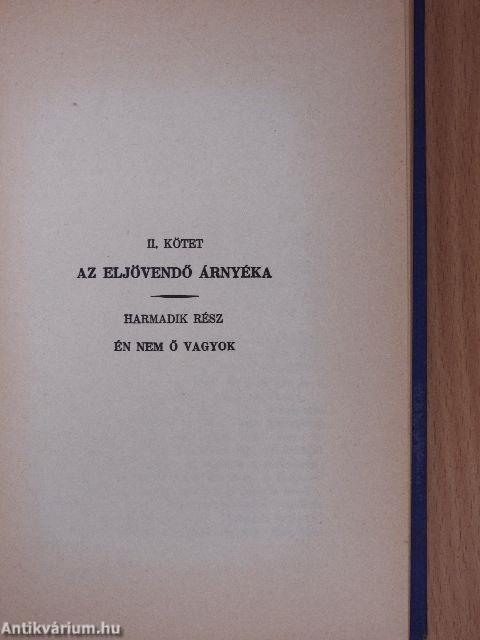 II. KÖTET
AZ ELJÖVENDŐ ÁRNYÉKA
HARMADIK RÉSZ
ÉN NEM Ő VAGYOK
Antikvárium.hu